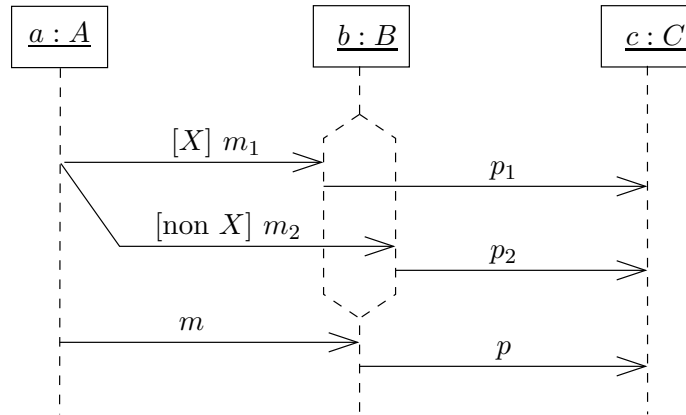 a : A
b : B
c : C
[X] m₁
p₁
[non X] m₂
p₂
m
p